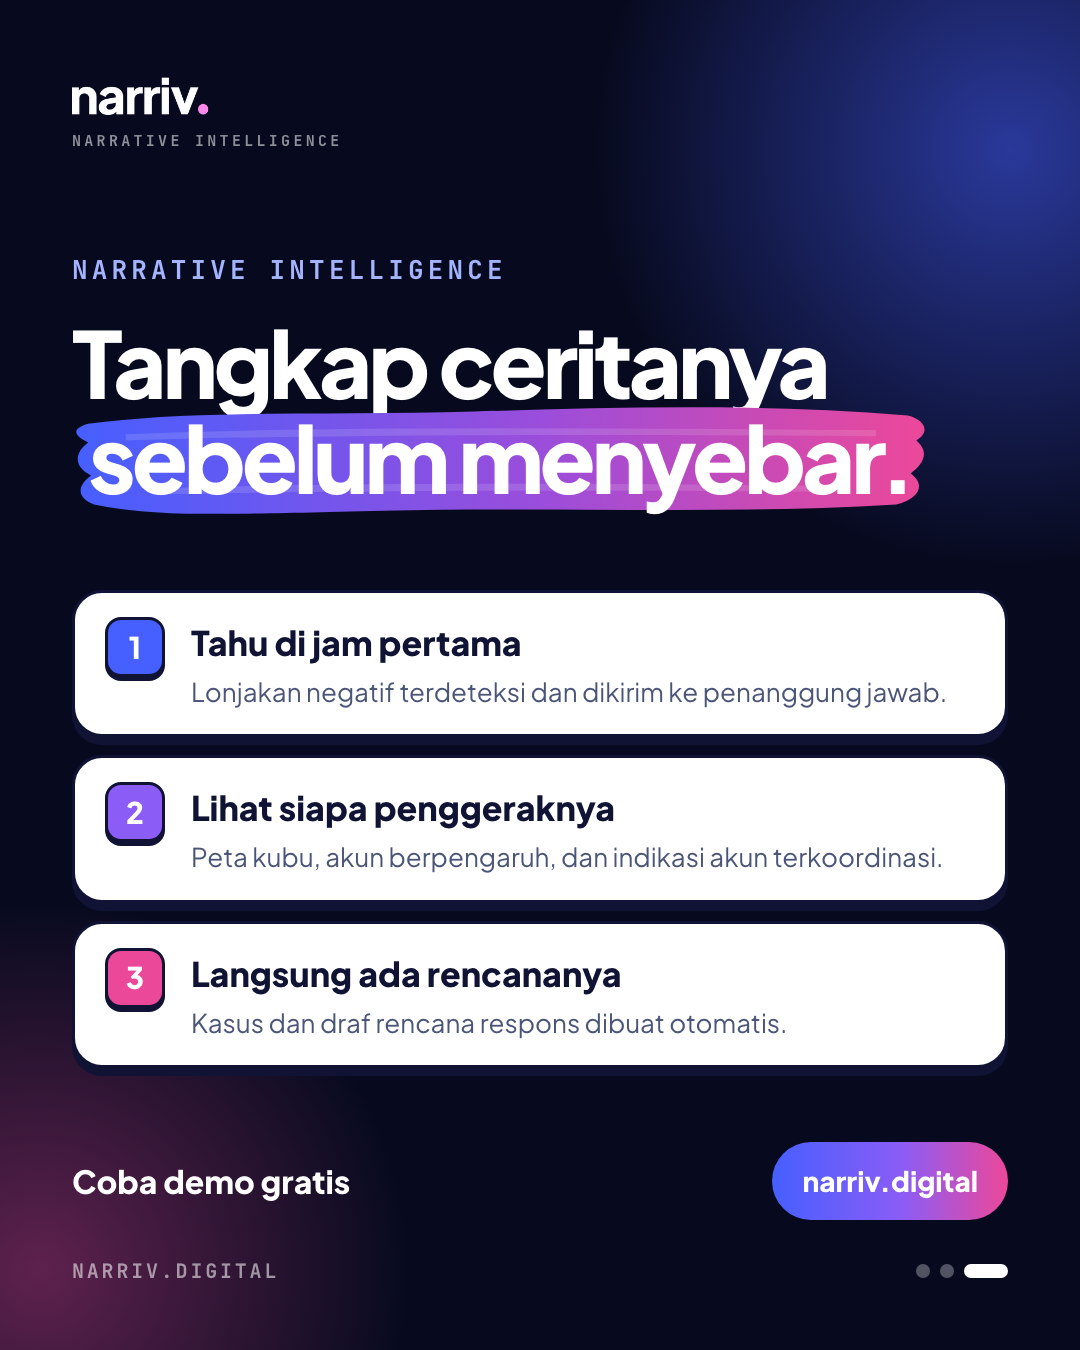 narriv.
NARRATIVE INTELLIGENCE
NARRATIVE INTELLIGENCE
Tangkap ceritanya
sebelum menyebar.
1
Tahu di jam pertama
Lonjakan negatif terdeteksi dan dikirim ke penanggung jawab.
2
Lihat siapa penggeraknya
Peta kubu, akun berpengaruh, dan indikasi akun terkoordinasi.
3
Langsung ada rencananya
Kasus dan draf rencana respons dibuat otomatis.
Coba demo gratis
narriv.digital
NARRIV.DIGITAL